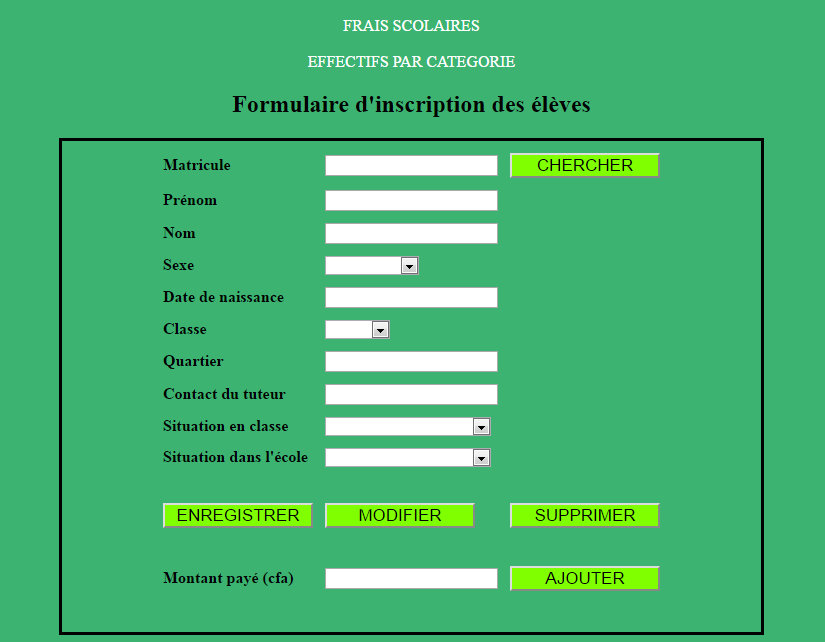 FRAIS SCOLAIRES
EFFECTIFS PAR CATEGORIE
Formulaire d'inscription des élèves
Matricule CHERCHER
Prénom
Nom
Sexe
Date de naissance
Classe
Quartier
Contact du tuteur
Situation en classe
Situation dans l'école
ENREGISTRER MODIFIER SUPPRIMER
Montant payé (cfa) AJOUTER